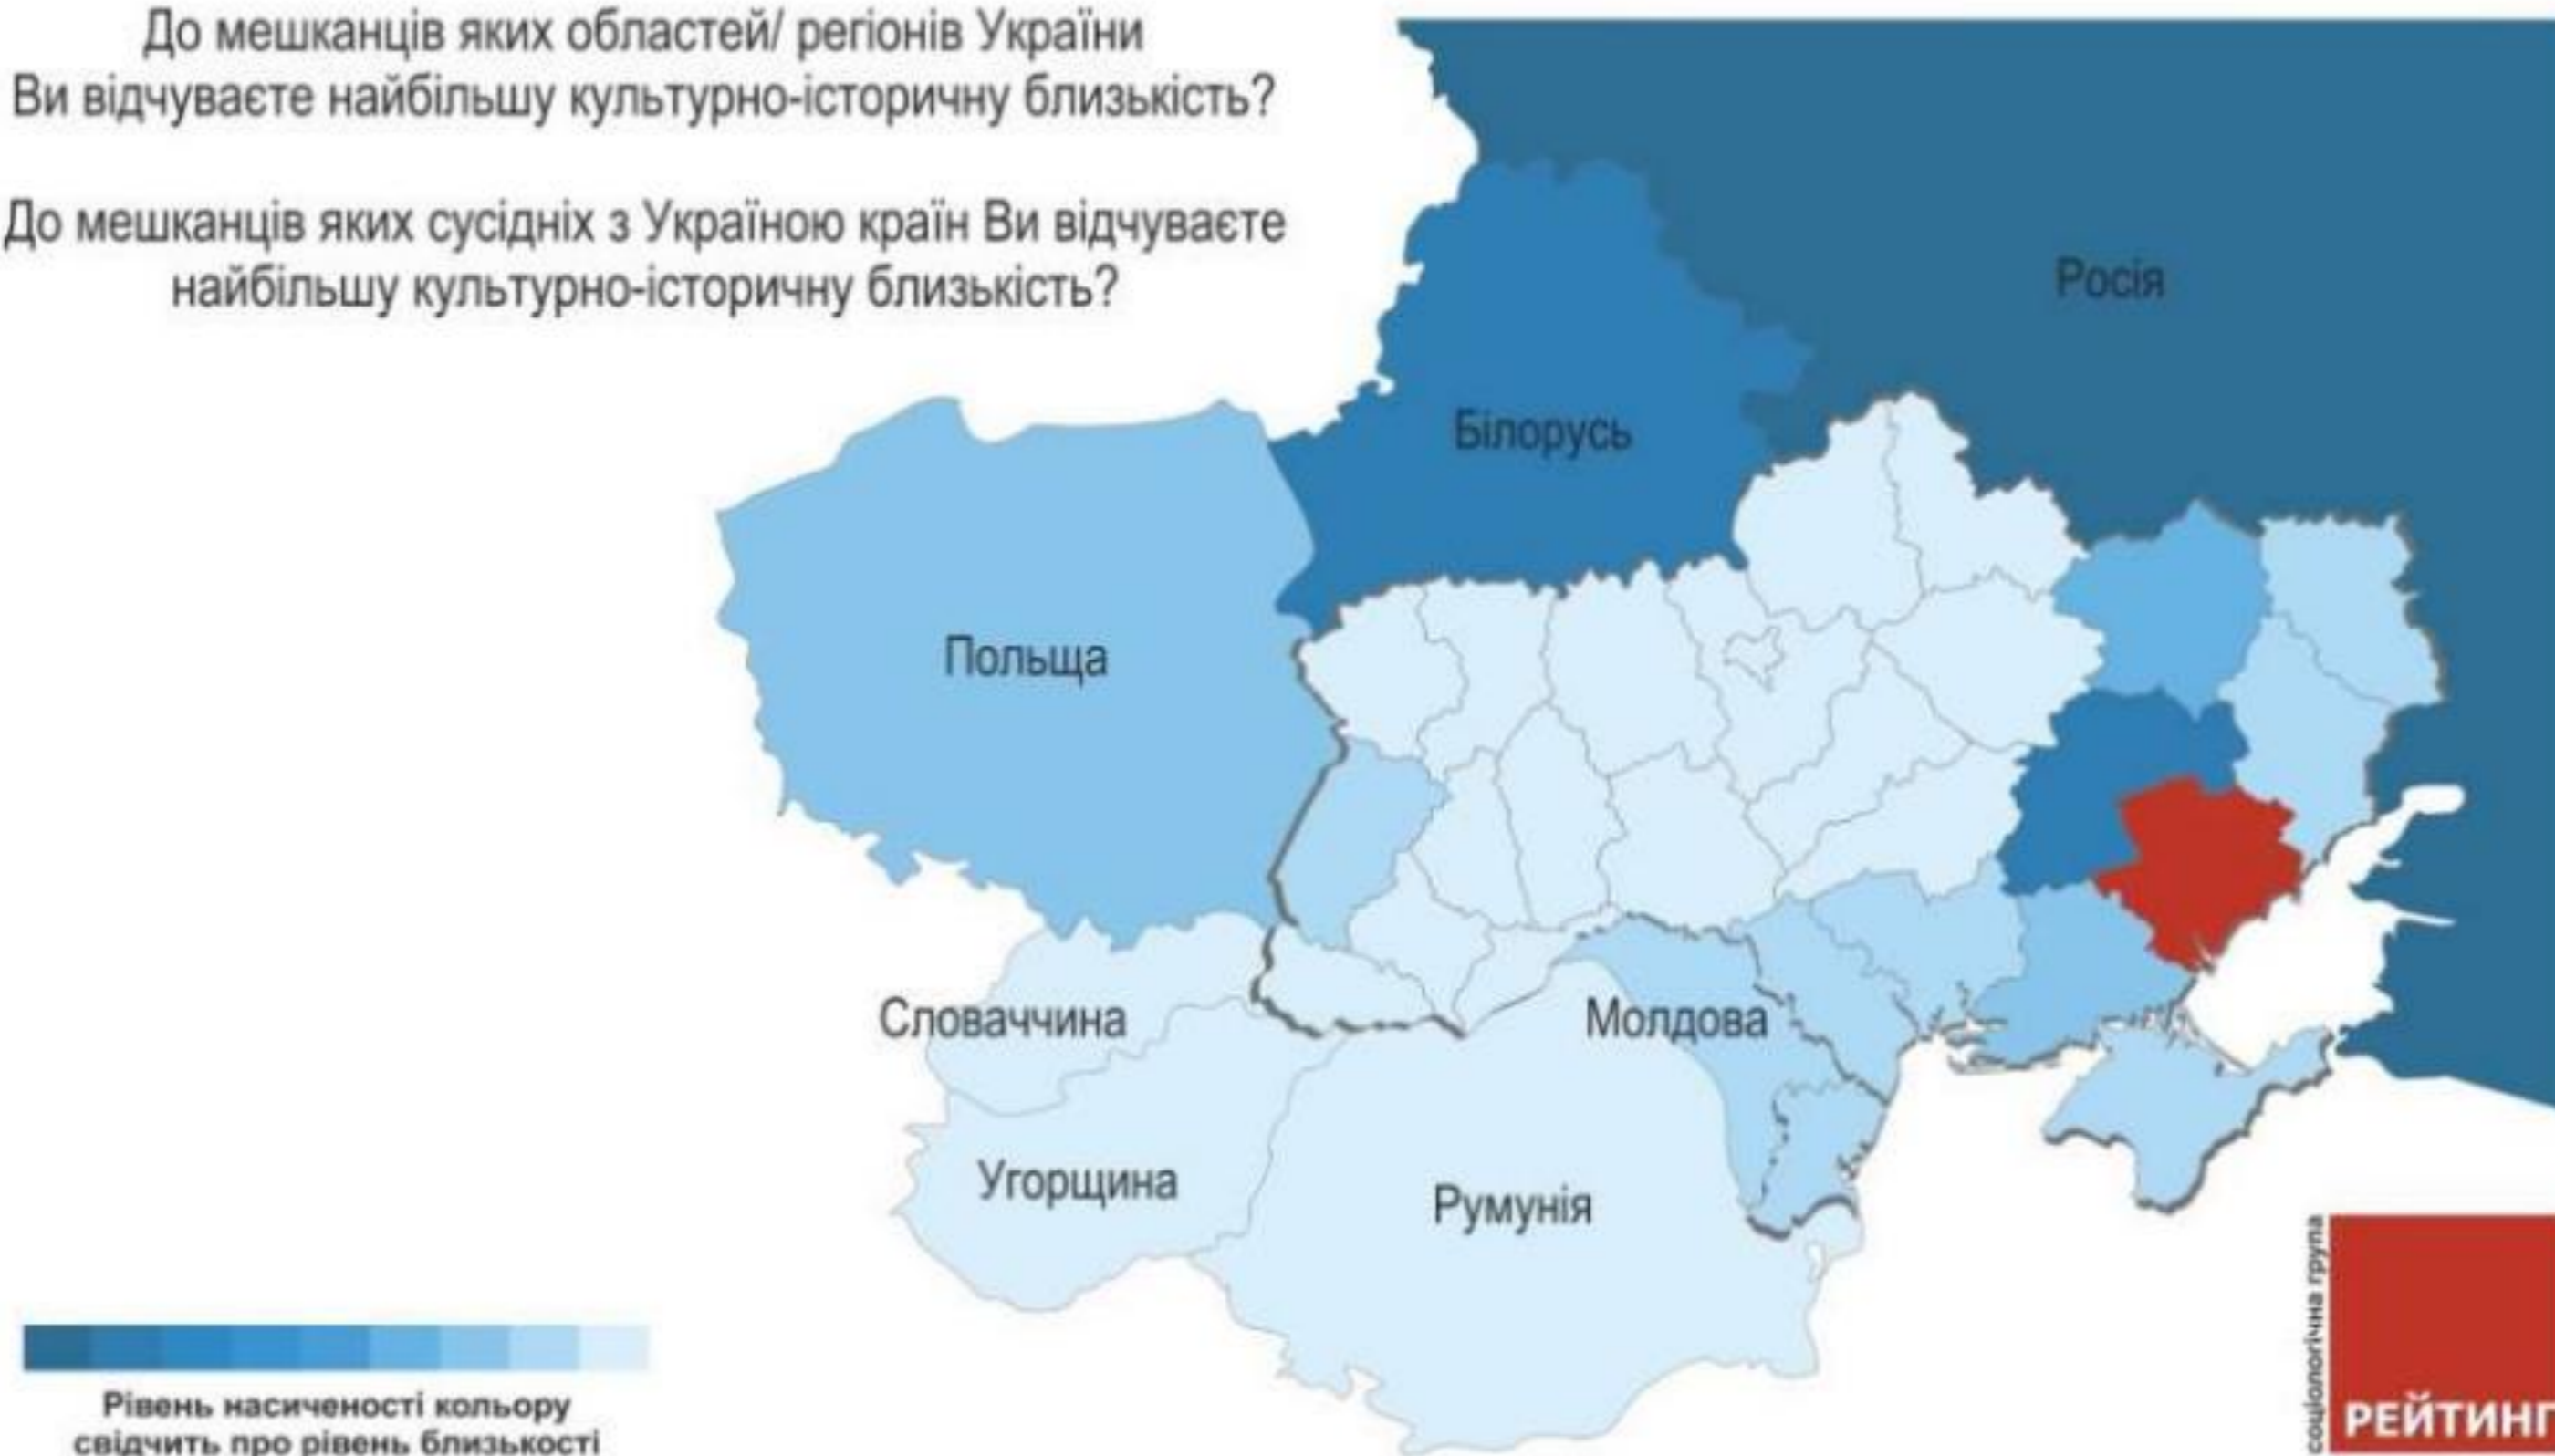 До мешканців яких областей/ регіонів України
Ви відчуваєте найбільшу культурно-історичну близькість?
До мешканців яких сусідніх з Україною країн Ви відчуваєте
найбільшу культурно-історичну близькість?
Росія
Білорусь
Польща
Словаччина
Молдова
Угорщина
Румунія
Рівень насиченості кольору
свідчить про рівень близькості
соціологічна група
РЕЙТИНГ